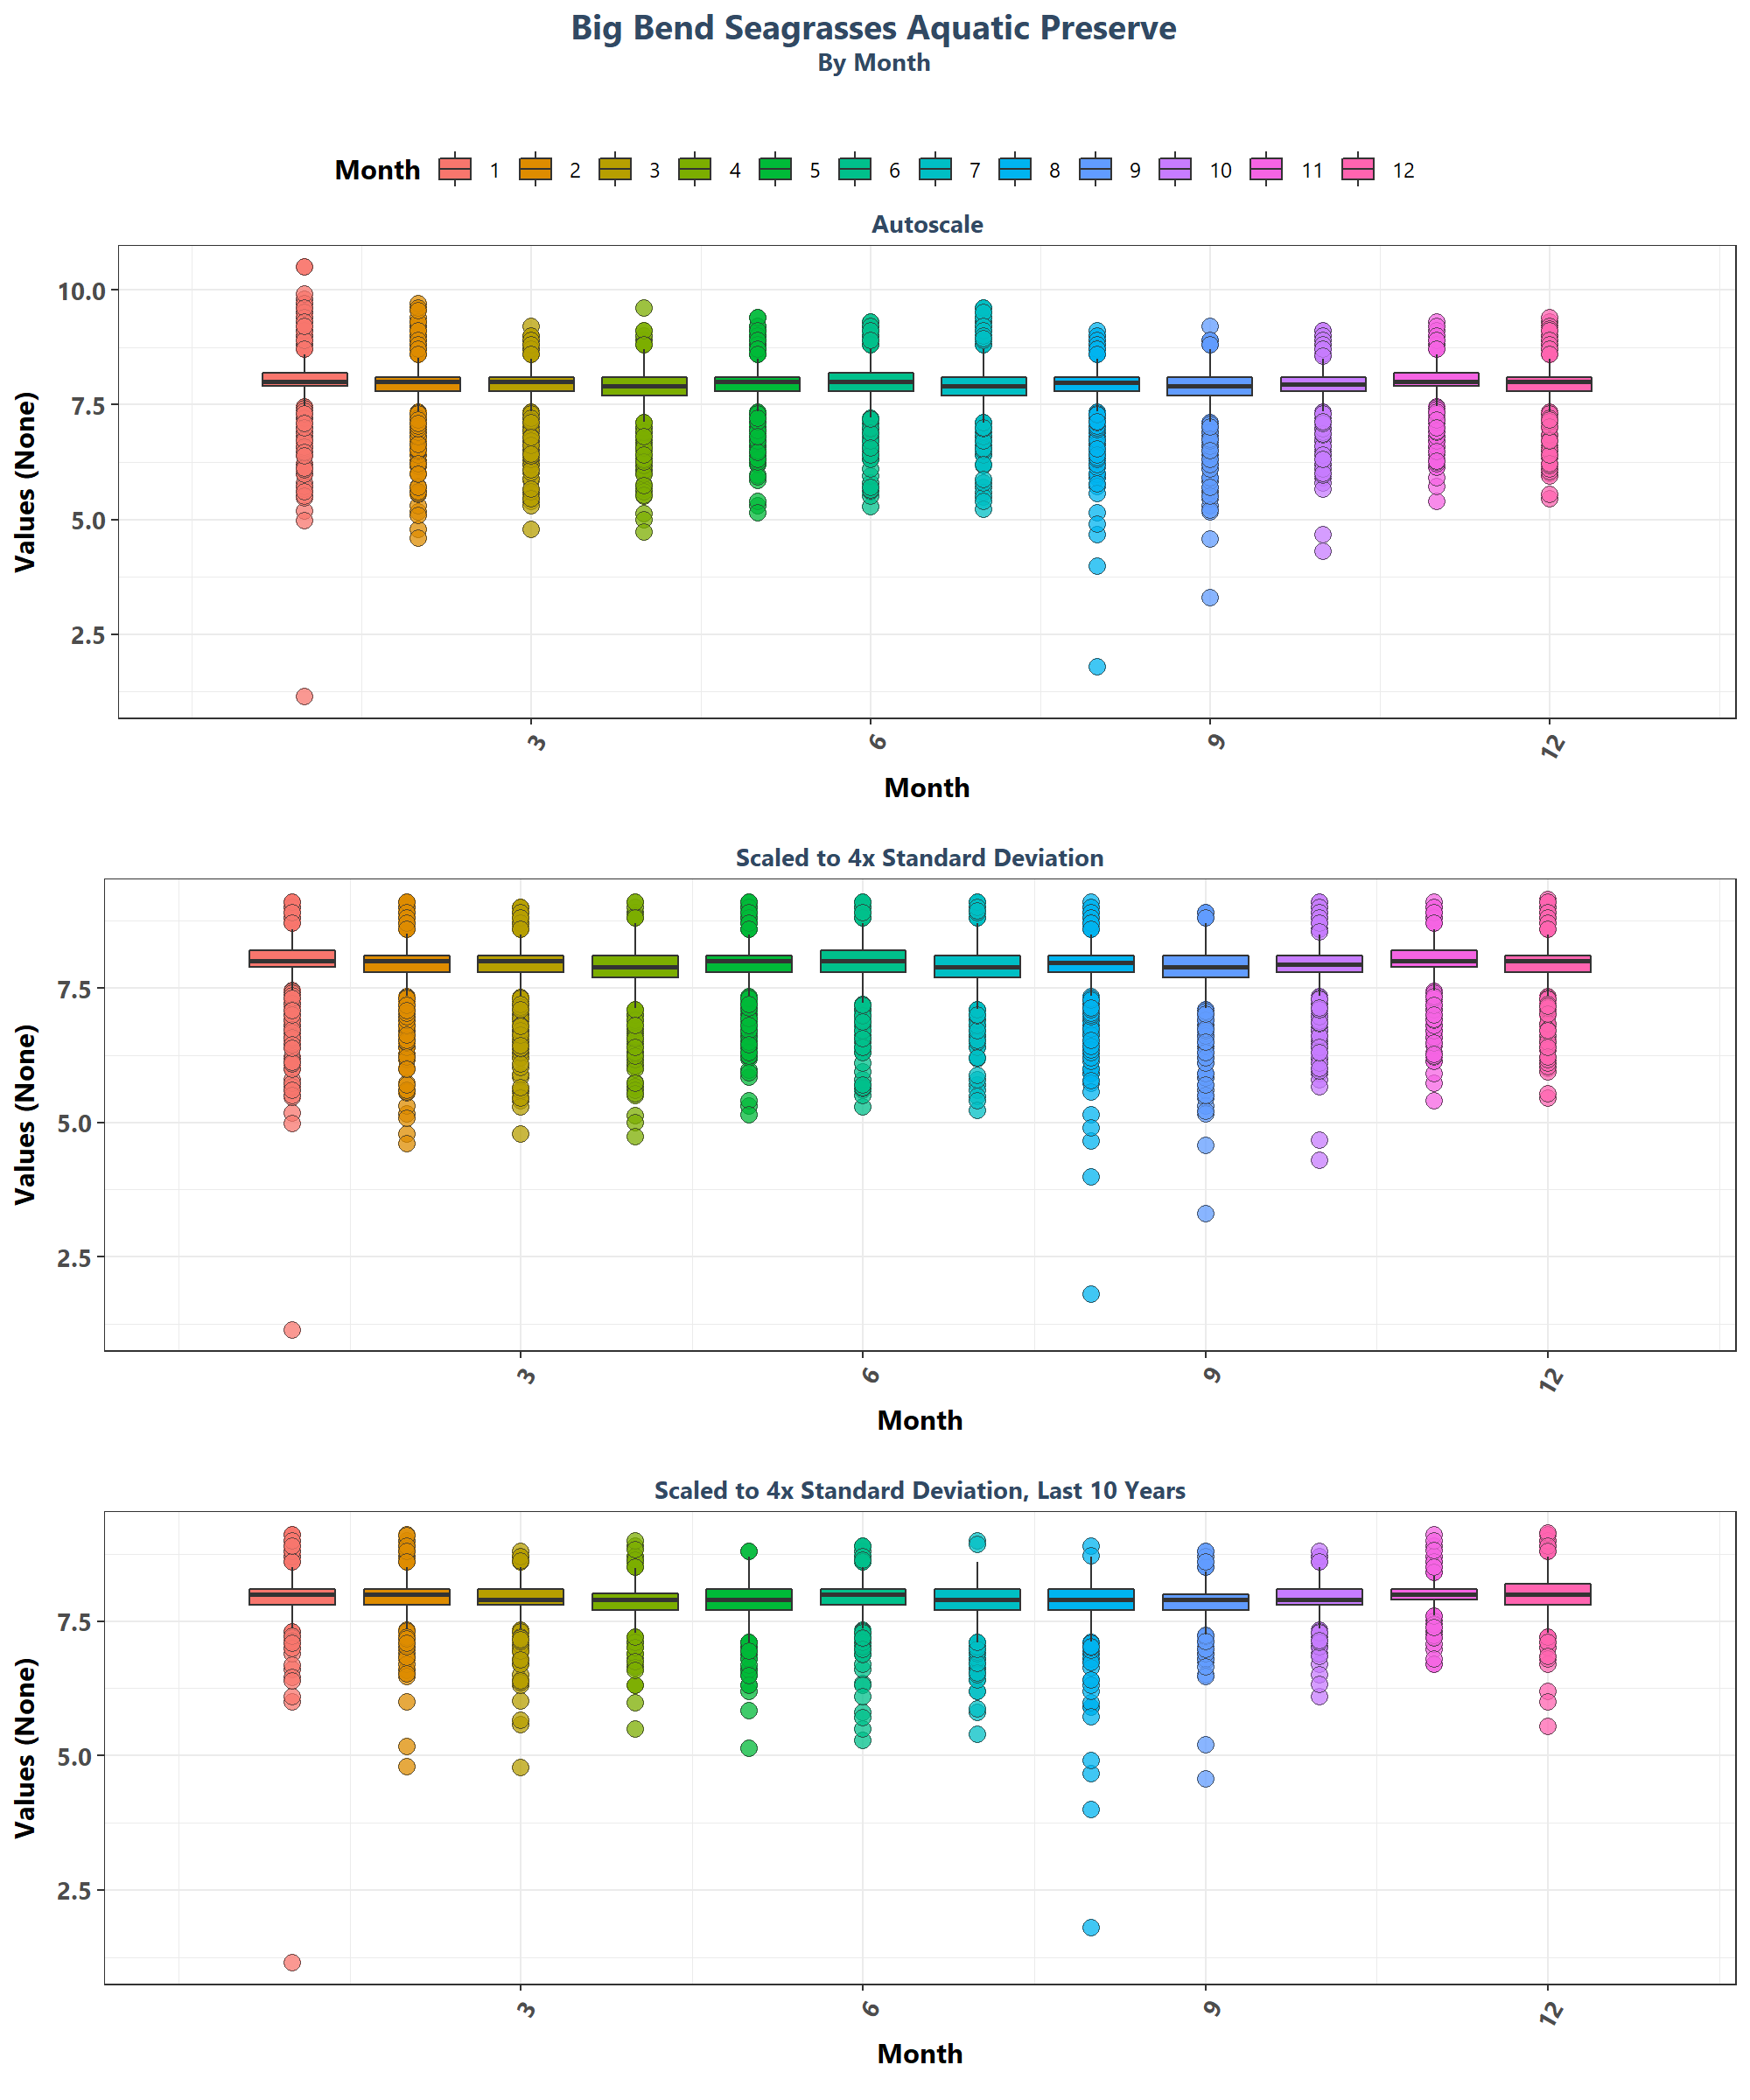 Big Bend Seagrasses Aquatic Preserve
By Month
Month 1 2 3 4 5 6 7 8 9 10 11 12
Autoscale
Values (None)
10.0
7.5
5.0
2.5
3 6 9 12
Month
Scaled to 4x Standard Deviation
Values (None)
7.5
5.0
2.5
3 6 9 12
Month
Scaled to 4x Standard Deviation, Last 10 Years
Values (None)
7.5
5.0
2.5
3 6 9 12
Month